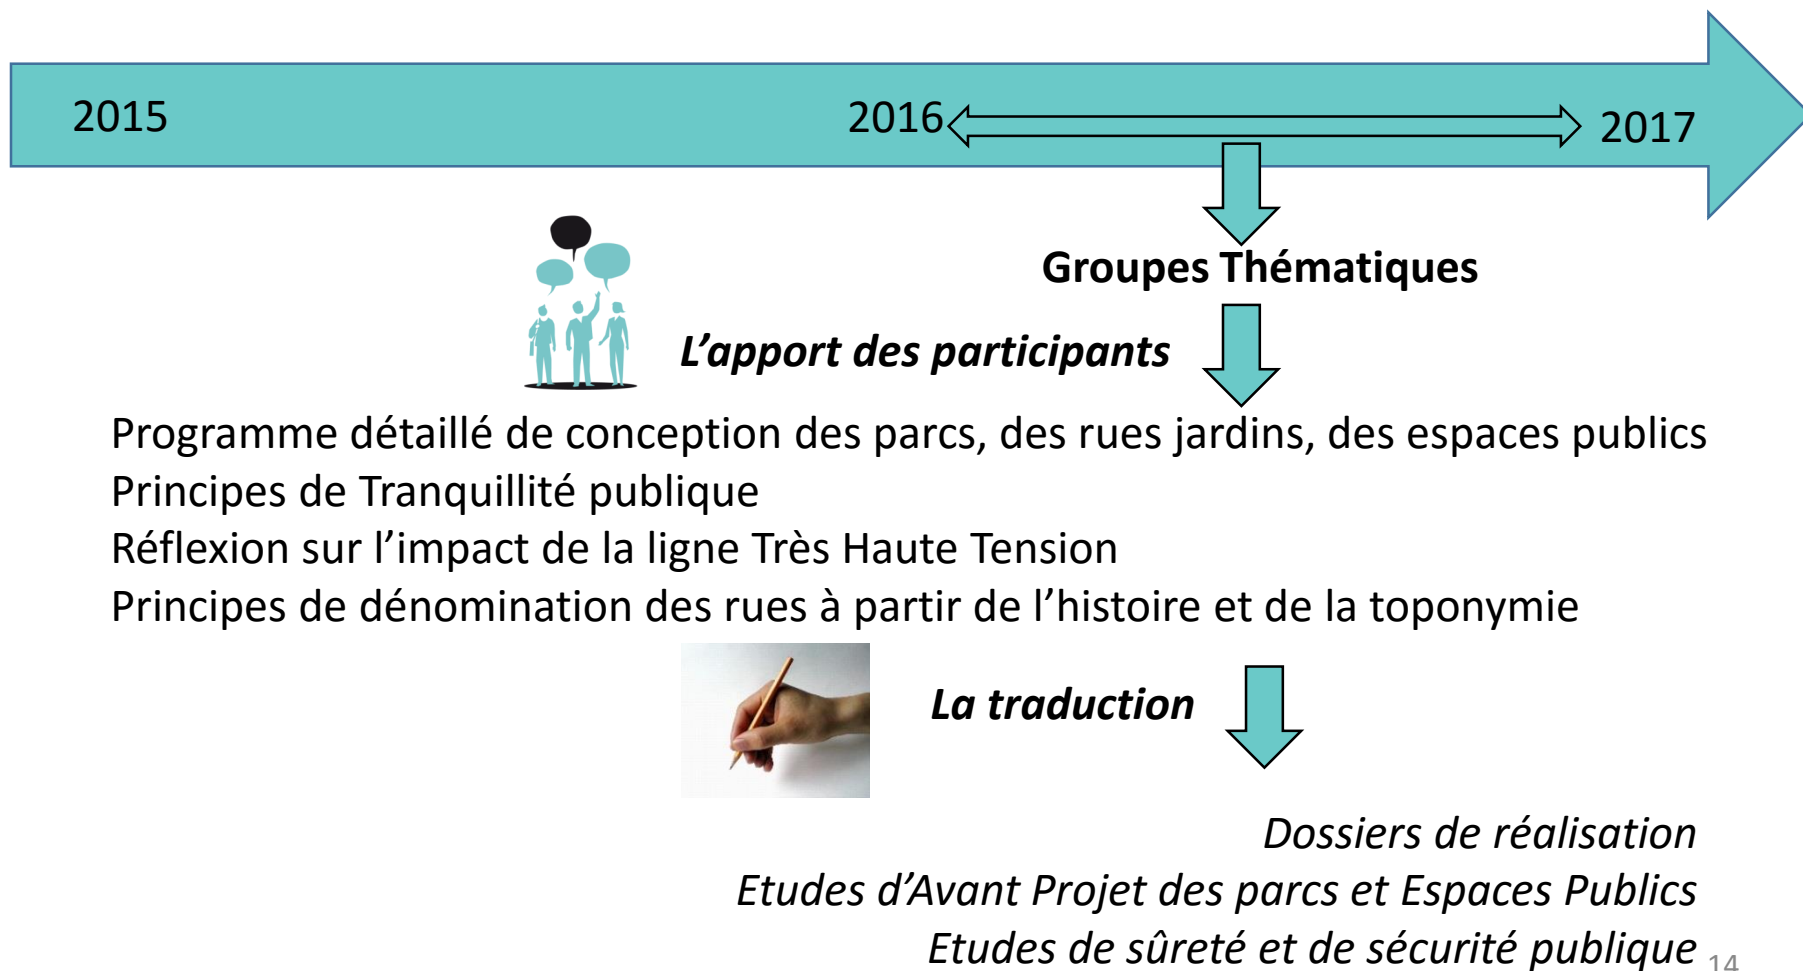 2015
2016
2017
Groupes Thématiques
L’apport des participants
Programme détaillé de conception des parcs, des rues jardins, des espaces publics
Principes de Tranquillité publique
Réflexion sur l’impact de la ligne Très Haute Tension
Principes de dénomination des rues à partir de l’histoire et de la toponymie
La traduction
Dossiers de réalisation
Etudes d’Avant Projet des parcs et Espaces Publics
Etudes de sûreté et de sécurité publique
14